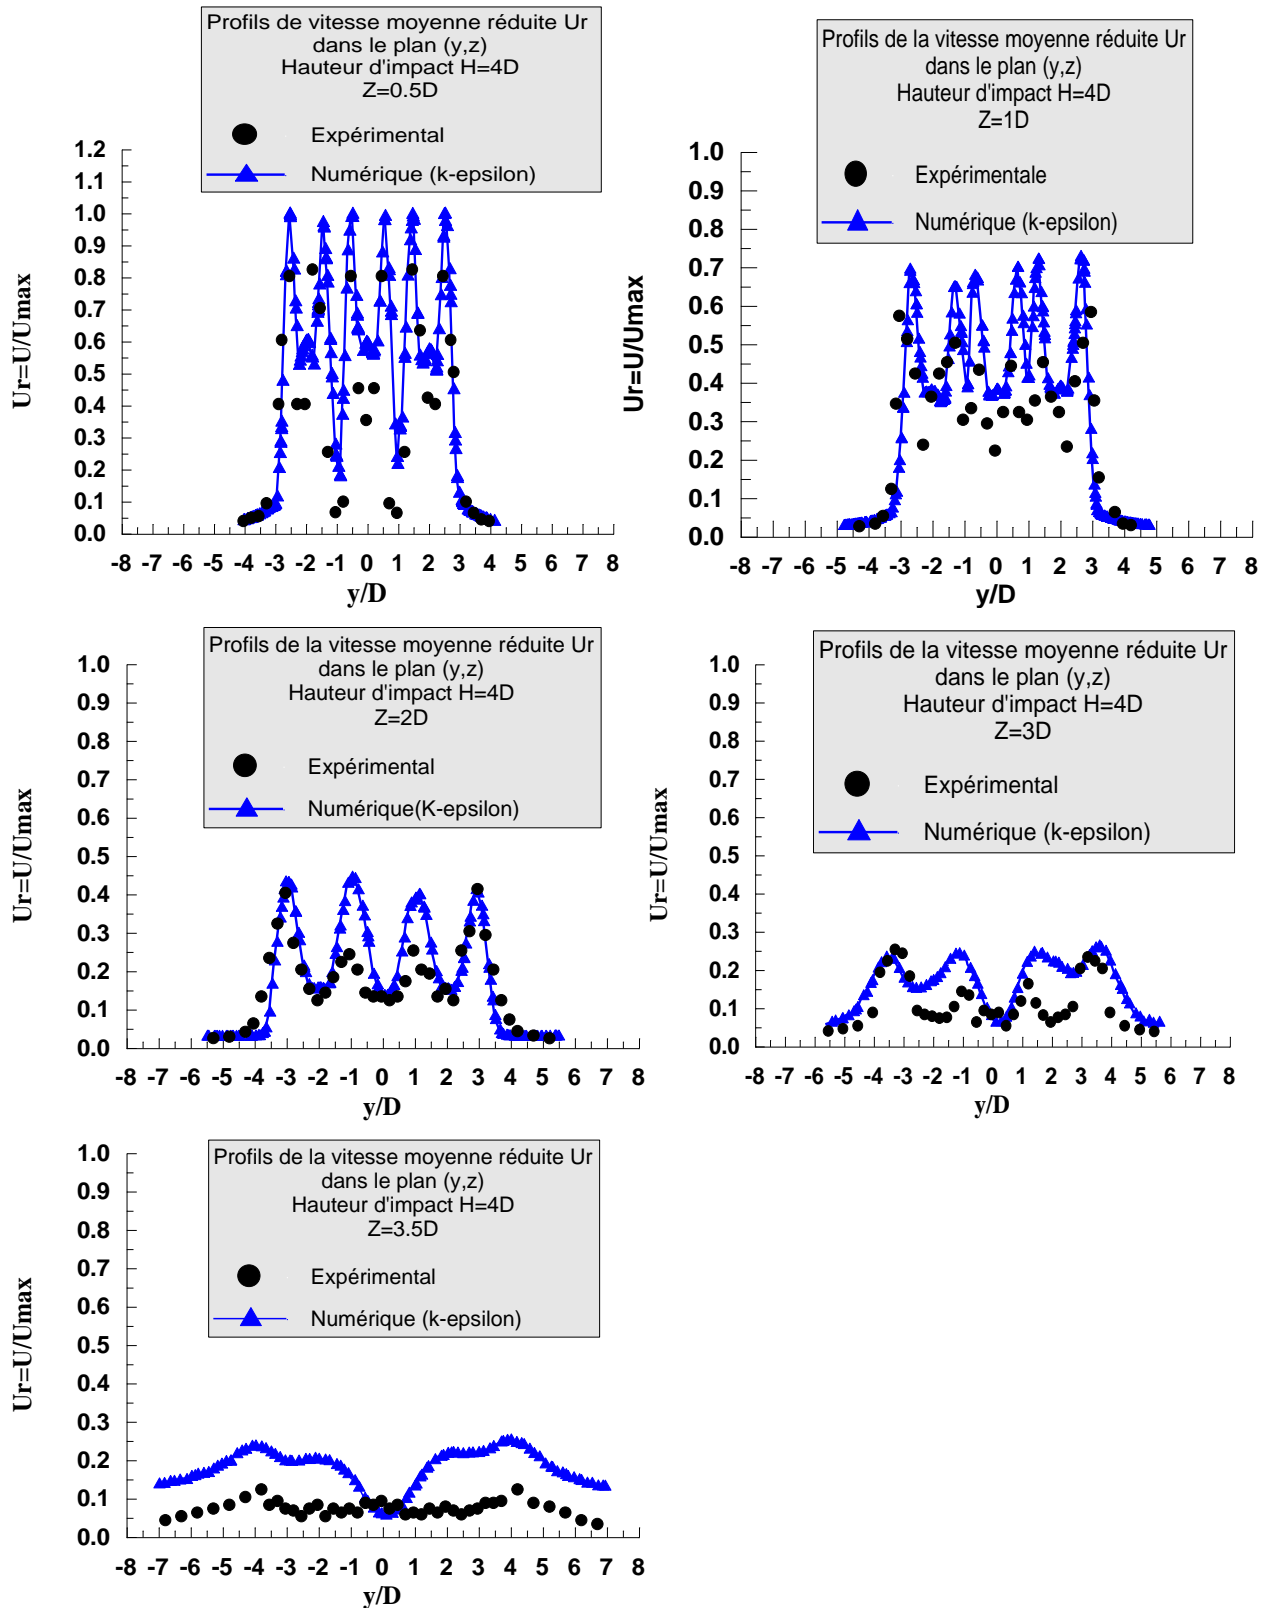 Profils de vitesse moyenne réduite Ur
dans le plan (y,z)
Hauteur d'impact H=4D
Z=0.5D
Expérimental
Numérique (k-epsilon)
Ur=U/Umax
1.2
1.1
1.0
0.9
0.8
0.7
0.6
0.5
0.4
0.3
0.2
0.1
0.0
-8 -7 -6 -5 -4 -3 -2 -1 0 1 2 3 4 5 6 7 8
y/D
Profils de la vitesse moyenne réduite Ur
dans le plan (y,z)
Hauteur d'impact H=4D
Z=1D
Expérimentale
Numérique (k-epsilon)
Ur=U/Umax
1.0
0.9
0.8
0.7
0.6
0.5
0.4
0.3
0.2
0.1
0.0
-8 -7 -6 -5 -4 -3 -2 -1 0 1 2 3 4 5 6 7 8
y/D
Profils de la vitesse moyenne réduite Ur
dans le plan (y,z)
Hauteur d'impact H=4D
Z=2D
Expérimental
Numérique(K-epsilon)
Ur=U/Umax
1.0
0.9
0.8
0.7
0.6
0.5
0.4
0.3
0.2
0.1
0.0
-8 -7 -6 -5 -4 -3 -2 -1 0 1 2 3 4 5 6 7 8
y/D
Profils de la vitesse moyenne réduite Ur
dans le plan (y,z)
Hauteur d'impact H=4D
Z=3D
Expérimental
Numérique (k-epsilon)
Ur=U/Umax
1.0
0.9
0.8
0.7
0.6
0.5
0.4
0.3
0.2
0.1
0.0
-8 -7 -6 -5 -4 -3 -2 -1 0 1 2 3 4 5 6 7 8
y/D
Profils de la vitesse moyenne réduite Ur
dans le plan (y,z)
Hauteur d'impact H=4D
Z=3.5D
Expérimental
Numérique (k-epsilon)
Ur=U/Umax
1.0
0.9
0.8
0.7
0.6
0.5
0.4
0.3
0.2
0.1
0.0
-8 -7 -6 -5 -4 -3 -2 -1 0 1 2 3 4 5 6 7 8
y/D